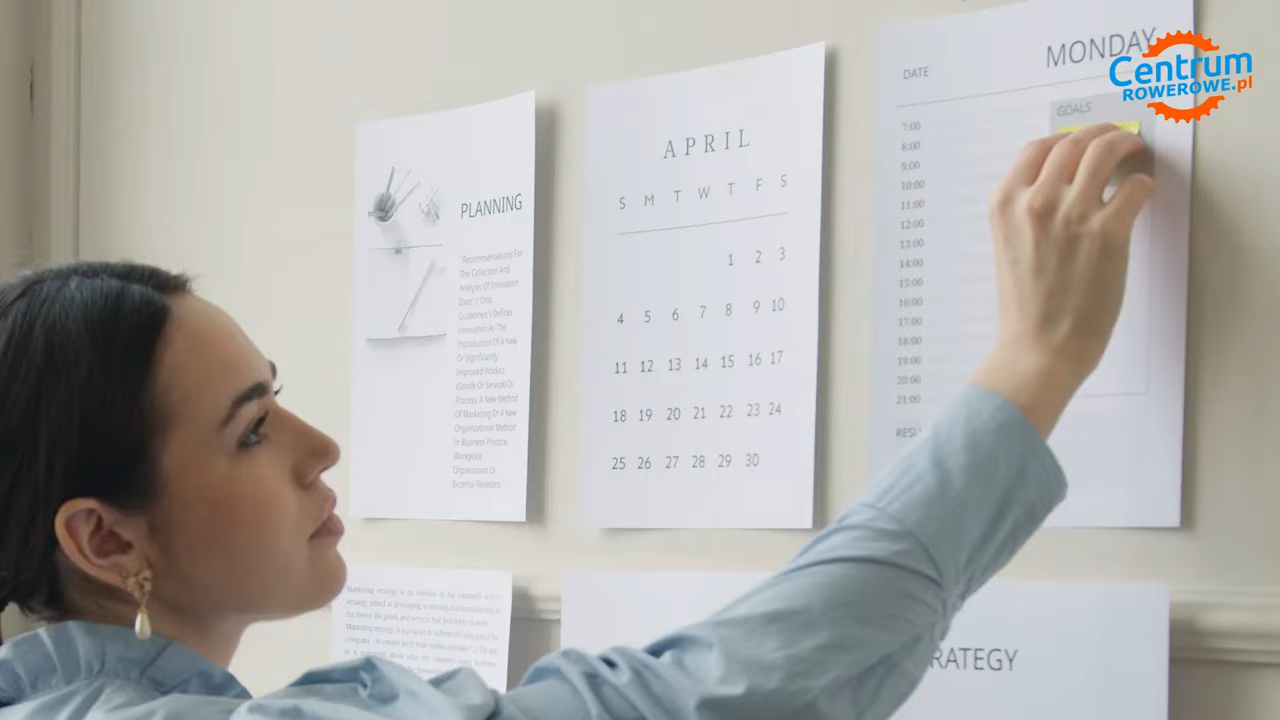 Centrum
ROWEROWE.pl
PLANNING
"Recommendations For
The Collection And
Analysis Of Innovation
Guidelines") Defines
Innovation As The
Introduction Of A New
Or Significantly
Improved Product
(Goods Or Services) Or
Process, A New Method
Of Marketing Or A New
Organizational Method
In Business Practice,
Workplace
Organization Or
External Relations
APRIL
S M T W T F S
1 2 3
4 5 6 7 8 9 10
11 12 13 14 15 16 17
18 19 20 21 22 23 24
25 26 27 28 29 30
MONDAY
DATE
GOALS
7:00
8:00
9:00
10:00
11:00
12:00
13:00
14:00
15:00
16:00
17:00
18:00
19:00
20:00
21:00
RATEGY